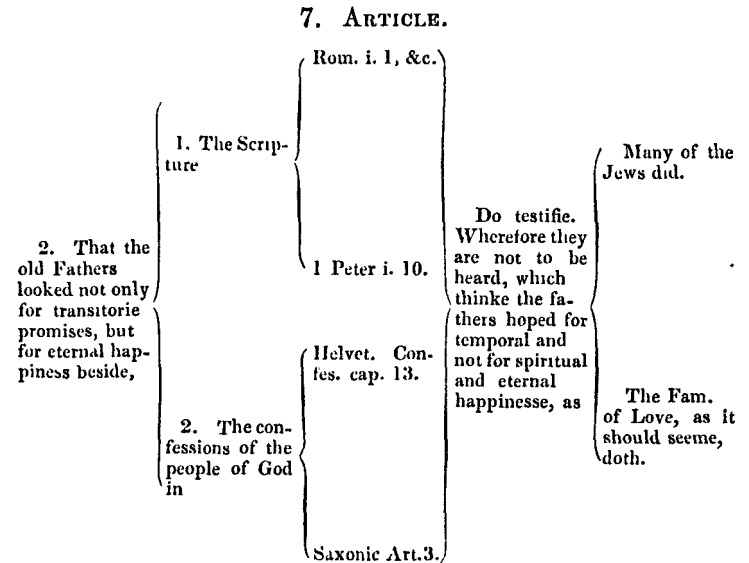 7. ARTICLE.
2. That the
old Fathers
looked not only
for transitorie
promises, but
for eternal hap-
piness beside,
1. The Scrip-
ture
Rom. i. 1, &c.
1 Peter i. 10.
2. The con-
fessions of the
people of God
in
Helvet. Con-
fes. cap. 13.
Saxonic Art.3.
Do testifie.
Wherefore they
are not to be
heard, which
thinke the fa-
thers hoped for
temporal and
not for spiritual
and eternal
happinesse, as
Many of the
Jews did.
The Fam.
of Love, as it
should seeme,
doth.